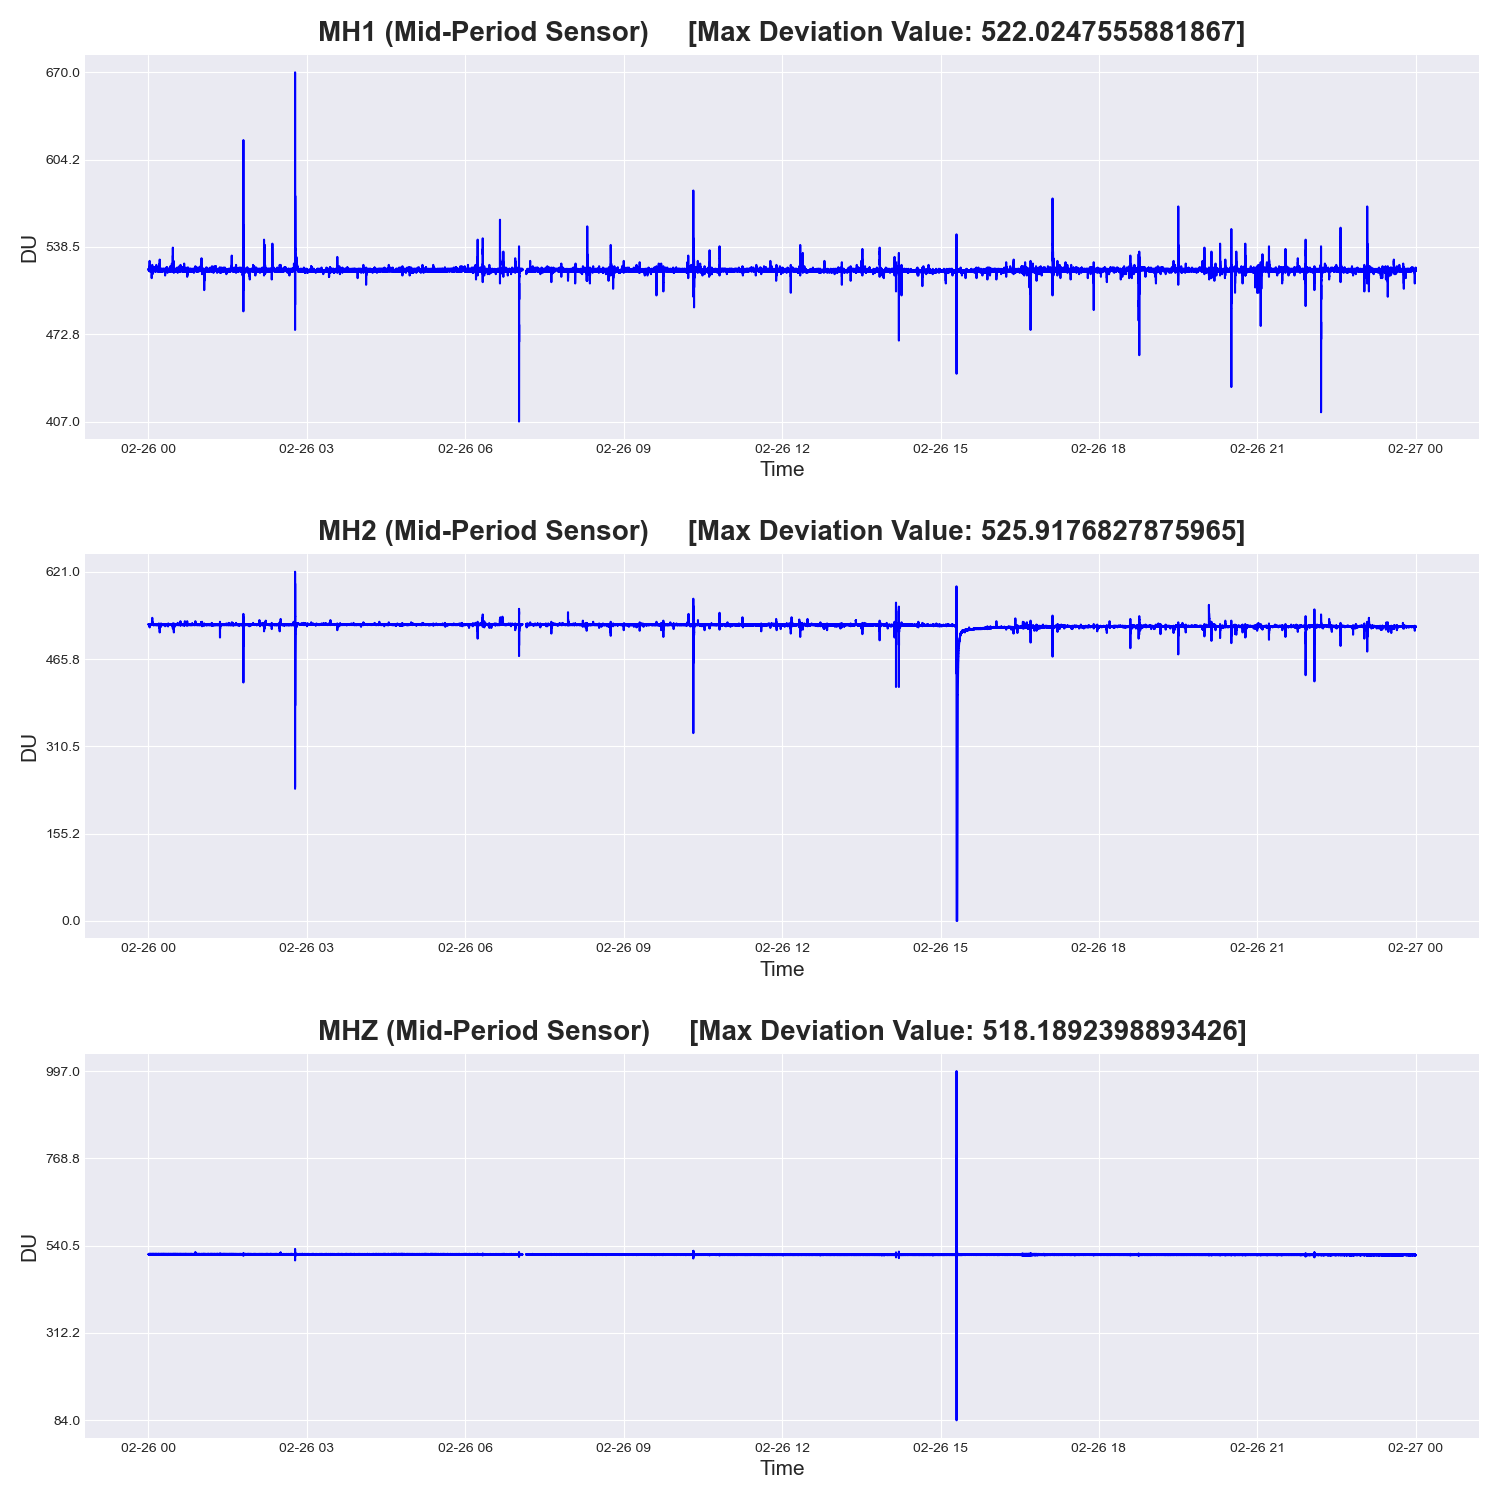 MH1 (Mid-Period Sensor) [Max Deviation Value: 522.0247555881867]
670.0
604.2
538.5
472.8
407.0
DU
02-26 00 02-26 03 02-26 06 02-26 09 02-26 12 02-26 15 02-26 18 02-26 21 02-27 00
Time
MH2 (Mid-Period Sensor) [Max Deviation Value: 525.9176827875965]
621.0
465.8
310.5
155.2
0.0
DU
02-26 00 02-26 03 02-26 06 02-26 09 02-26 12 02-26 15 02-26 18 02-26 21 02-27 00
Time
MHZ (Mid-Period Sensor) [Max Deviation Value: 518.1892398893426]
997.0
768.8
540.5
312.2
84.0
DU
02-26 00 02-26 03 02-26 06 02-26 09 02-26 12 02-26 15 02-26 18 02-26 21 02-27 00
Time